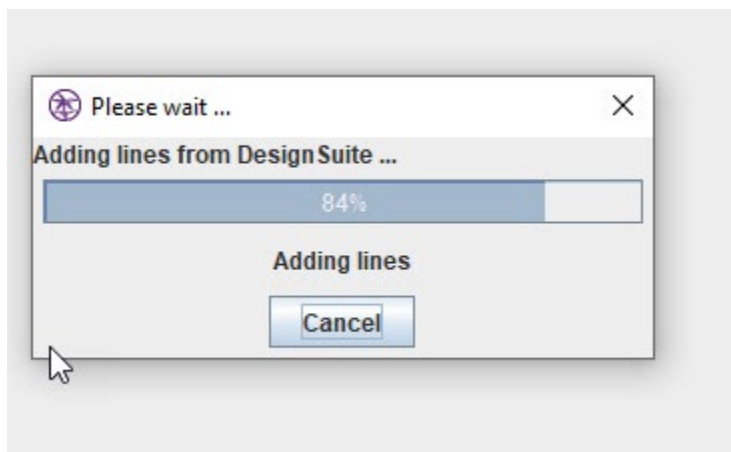 Please wait ...
Adding lines from DesignSuite ...
84%
Adding lines
Cancel